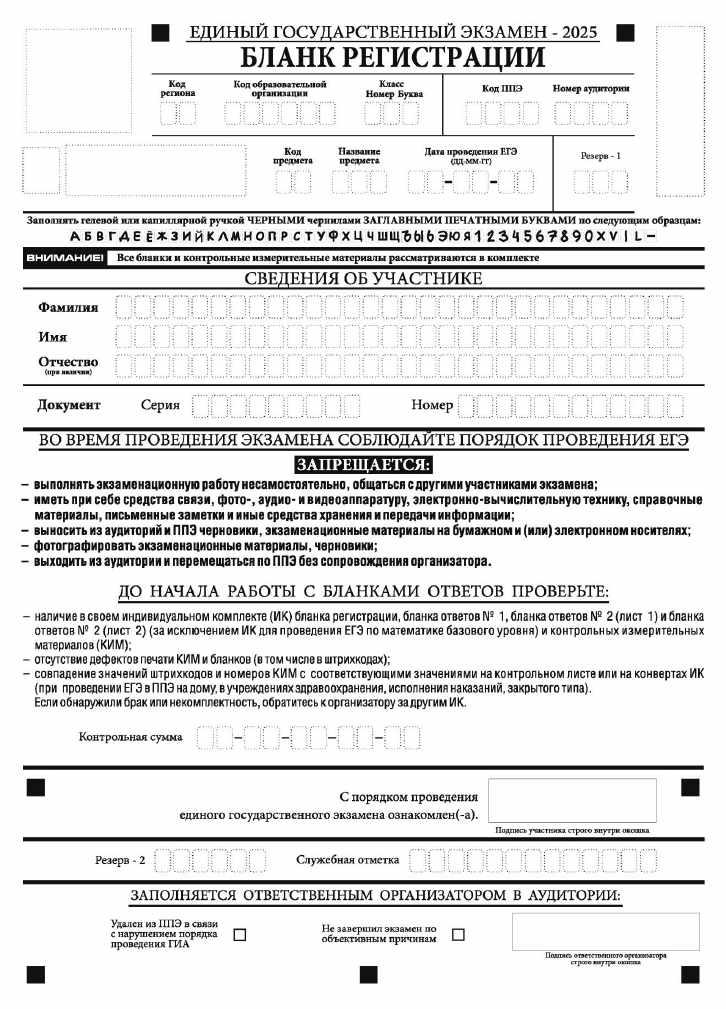 ЕДИНЫЙ ГОСУДАРСТВЕННЫЙ ЭКЗАМЕН - 2025
БЛАНК РЕГИСТРАЦИИ
Код региона
Код образовательной организации
Класс
Номер Буква
Код ППЭ
Номер аудитории
Код предмета
Название предмета
Дата проведения ЕГЭ
(ДД-ММ-ГГ)
Резерв - 1
Заполнять гелевой или капиллярной ручкой ЧЕРНЫМИ чернилами ЗАГЛАВНЫМИ ПЕЧАТНЫМИ БУКВАМИ по следующим образцам:
А Б В Г Д Е Ё Ж З И Й К Л М Н О П Р С Т У Ф Х Ц Ч Ш Щ Ъ Ы Ь Э Ю Я 1 2 3 4 5 6 7 8 9 0 X V I L –
ВНИМАНИЕ! Все бланки и контрольные измерительные материалы рассматриваются в комплекте
СВЕДЕНИЯ ОБ УЧАСТНИКЕ
Фамилия
Имя
Отчество
(при наличии)
Документ Серия Номер
ВО ВРЕМЯ ПРОВЕДЕНИЯ ЭКЗАМЕНА СОБЛЮДАЙТЕ ПОРЯДОК ПРОВЕДЕНИЯ ЕГЭ
ЗАПРЕЩАЕТСЯ:
– выполнять экзаменационную работу несамостоятельно, общаться с другими участниками экзамена;
– иметь при себе средства связи, фото-, аудио- и видеоаппаратуру, электронно-вычислительную технику, справочные
материалы, письменные заметки и иные средства хранения и передачи информации;
– выносить из аудиторий и ППЭ черновики, экзаменационные материалы на бумажном и (или) электронном носителях;
– фотографировать экзаменационные материалы, черновики;
– выходить из аудитории и перемещаться по ППЭ без сопровождения организатора.
ДО НАЧАЛА РАБОТЫ С БЛАНКАМИ ОТВЕТОВ ПРОВЕРЬТЕ:
– наличие в своем индивидуальном комплекте (ИК) бланка регистрации, бланка ответов № 1, бланка ответов № 2 (лист 1) и бланка
ответов № 2 (лист 2) (за исключением ИК для проведения ЕГЭ по математике базового уровня) и контрольных измерительных
материалов (КИМ);
– отсутствие дефектов печати КИМ и бланков (в том числе в штрихкодах);
– совпадение значений штрихкодов и номеров КИМ с соответствующими значениями на контрольном листе или на конвертах ИК
(при проведении ЕГЭ в ППЭ на дому, в учреждениях здравоохранения, исполнения наказаний, закрытого типа).
Если обнаружили брак или некомплектность, обратитесь к организатору за другим ИК.
Контрольная сумма
С порядком проведения
единого государственного экзамена ознакомлен(-а).
Подпись участника строго внутри окошка
Резерв - 2 Служебная отметка
ЗАПОЛНЯЕТСЯ ОТВЕТСТВЕННЫМ ОРГАНИЗАТОРОМ В АУДИТОРИИ:
Удален из ППЭ в связи
с нарушением порядка
проведения ГИА
Не завершил экзамен по
объективным причинам
Подпись ответственного организатора
строго внутри окошка